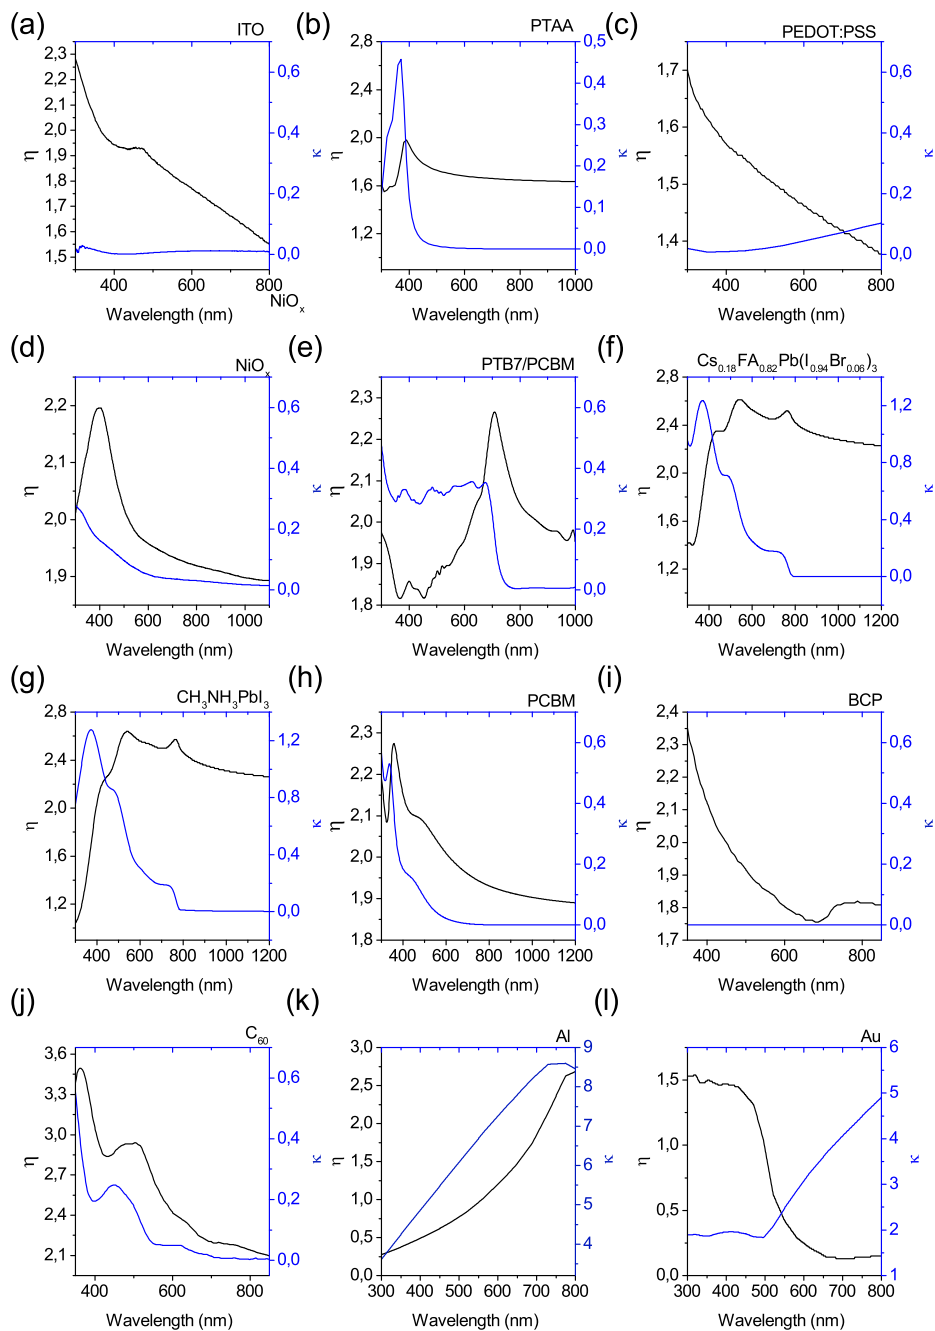 (a)
ITO
2,3
2,2
2,1
2,0
1,9
1,8
1,7
1,6
1,5
η
0,6
0,4
0,2
0,0
κ
400 600 800
Wavelength (nm)
NiOx
(b)
PTAA
2,8
2,4
2,0
1,6
1,2
η
0,5
0,4
0,3
0,2
0,1
0,0
κ
400 600 800 1000
Wavelength (nm)
(c)
PEDOT:PSS
1,7
1,6
1,5
1,4
η
0,6
0,4
0,2
0,0
κ
400 600 800
Wavelength (nm)
(d)
NiOx
2,2
2,1
2,0
1,9
η
0,6
0,4
0,2
0,0
κ
400 600 800 1000
Wavelength (nm)
(e)
PTB7/PCBM
2,3
2,2
2,1
2,0
1,9
1,8
η
0,6
0,4
0,2
0,0
κ
400 600 800 1000
Wavelength (nm)
(f)
Cs0.18FA0.82Pb(I0.94Br0.06)3
2,8
2,4
2,0
1,6
1,2
η
1,2
0,8
0,4
0,0
κ
400 600 800 1000 1200
Wavelength (nm)
(g)
CH3NH3PbI3
2,8
2,4
2,0
1,6
1,2
η
1,2
0,8
0,4
0,0
κ
400 600 800 1000 1200
Wavelength (nm)
(h)
PCBM
2,3
2,2
2,1
2,0
1,9
1,8
η
0,6
0,4
0,2
0,0
κ
400 600 800 1000 1200
Wavelength (nm)
(i)
BCP
2,4
2,3
2,2
2,1
2,0
1,9
1,8
1,7
η
0,6
0,4
0,2
0,0
κ
400 600 800
Wavelength (nm)
(j)
C60
3,6
3,3
3,0
2,7
2,4
2,1
η
0,6
0,4
0,2
0,0
κ
400 600 800
Wavelength (nm)
(k)
Al
3,0
2,5
2,0
1,5
1,0
0,5
0,0
η
9
8
7
6
5
4
κ
300 400 500 600 700 800
Wavelength (nm)
(l)
Au
1,5
1,0
0,5
0,0
η
6
5
4
3
2
1
κ
300 400 500 600 700 800
Wavelength (nm)